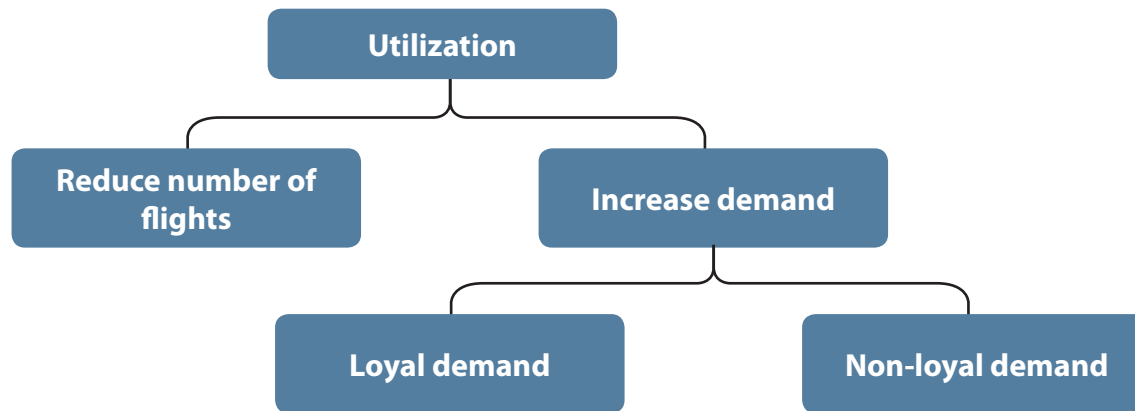 Utilization
Reduce number of
flights
Increase demand
Loyal demand
Non-loyal demand